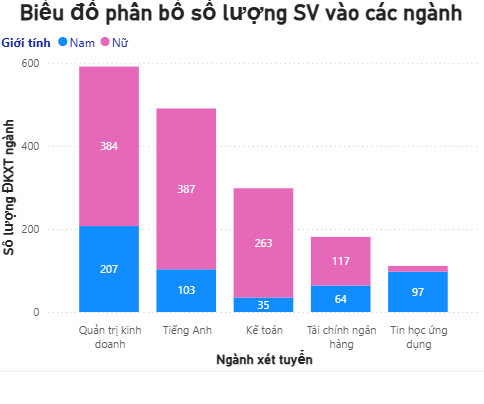 Biểu đồ phân bổ số lượng SV vào các ngành
Giới tính Nam Nữ
Số lượng ĐKXT ngành
600
400
200
0
384
207
387
103
263
35
117
64
97
Quản trị kinh
doanh
Tiếng Anh
Kế toán
Tài chính ngân
hàng
Tin học ứng
dụng
Ngành xét tuyển